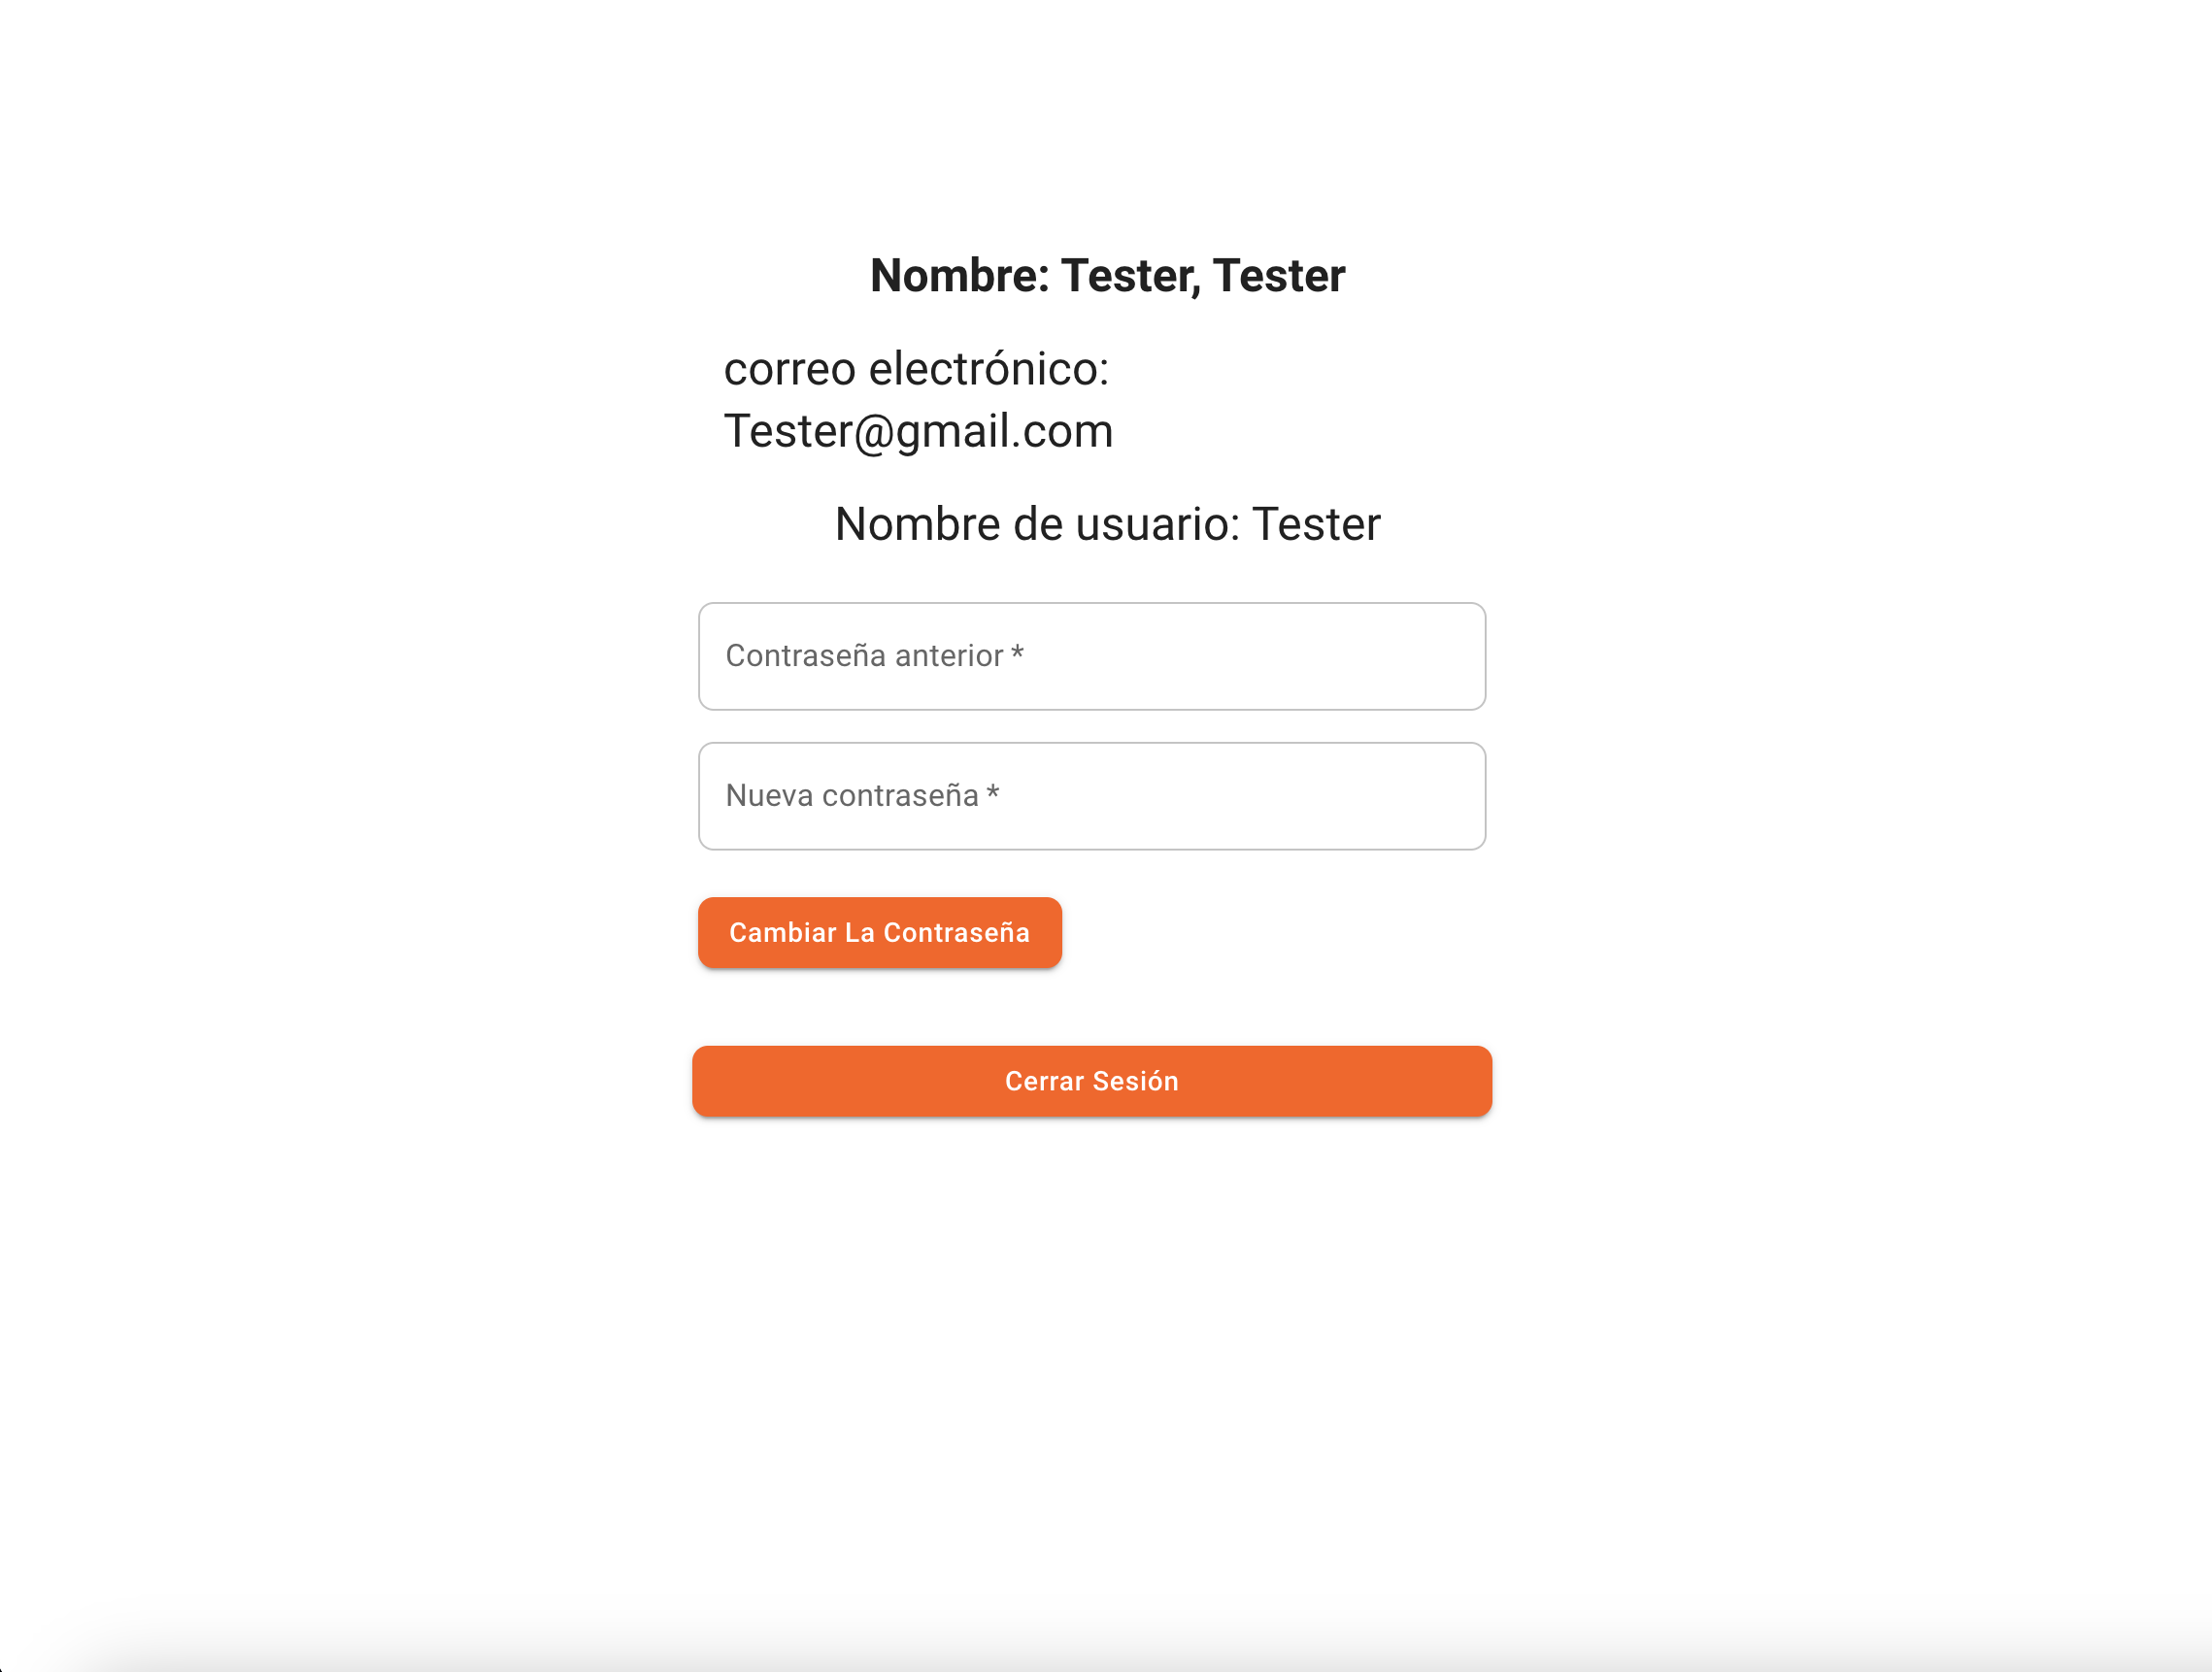 Nombre: Tester, Tester
correo electrónico:
Tester@gmail.com
Nombre de usuario: Tester
Contraseña anterior *
Nueva contraseña *
Cambiar La Contraseña
Cerrar Sesión